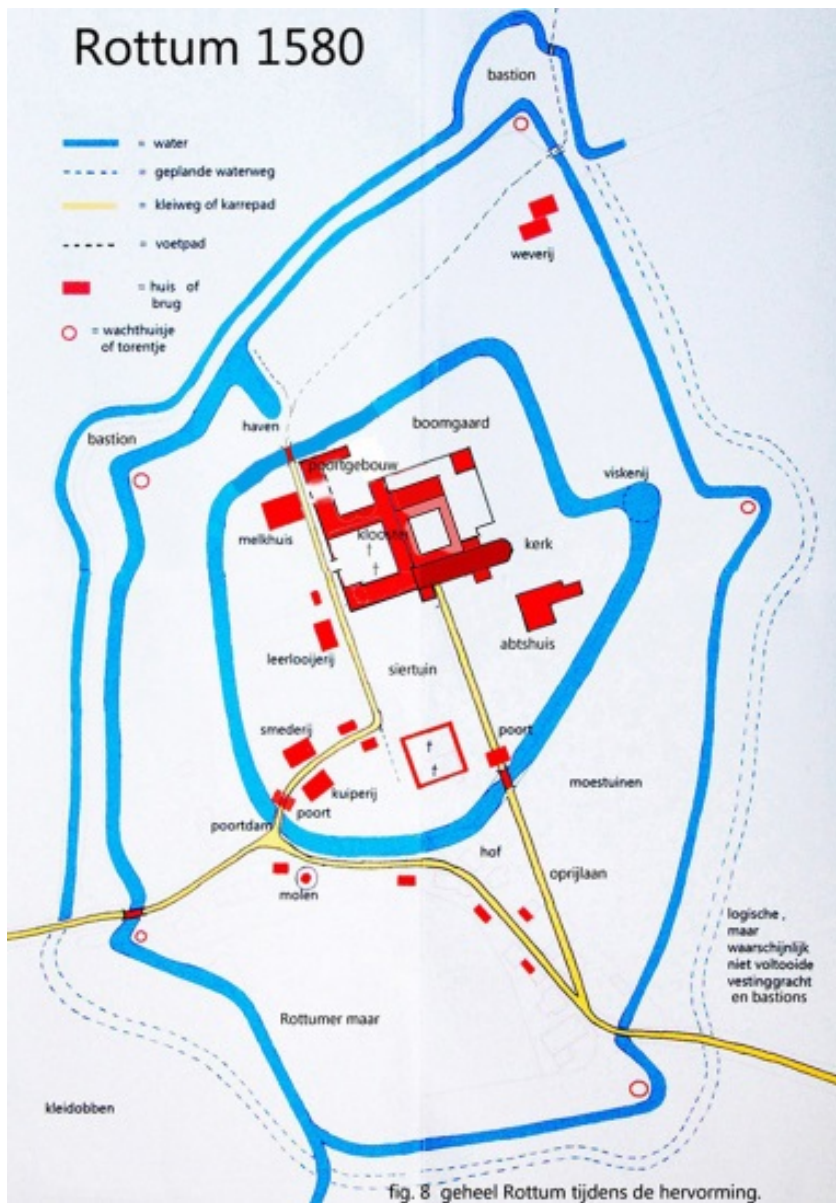 Rottum 1580
bastion
= water
= geplande waterweg
= kleiweg of karrepad
= voetpad
= huis of
brug
= wachthuisje
of torentje
weverij
haven
bastion
boomgaard
poortgebouw
viskenij
melkhuis
klooster
kerk
leerlooijerij
siertuin
abtshuis
smederij
poort
kuiperij
moestuinen
poort
poortdam
hof
oprijlaan
molen
logische ,
maar
waarschijnlijk
niet voltooide
vestinggracht
en bastions
Rottumer maar
kleidobben
fig. 8 geheel Rottum tijdens de hervorming.